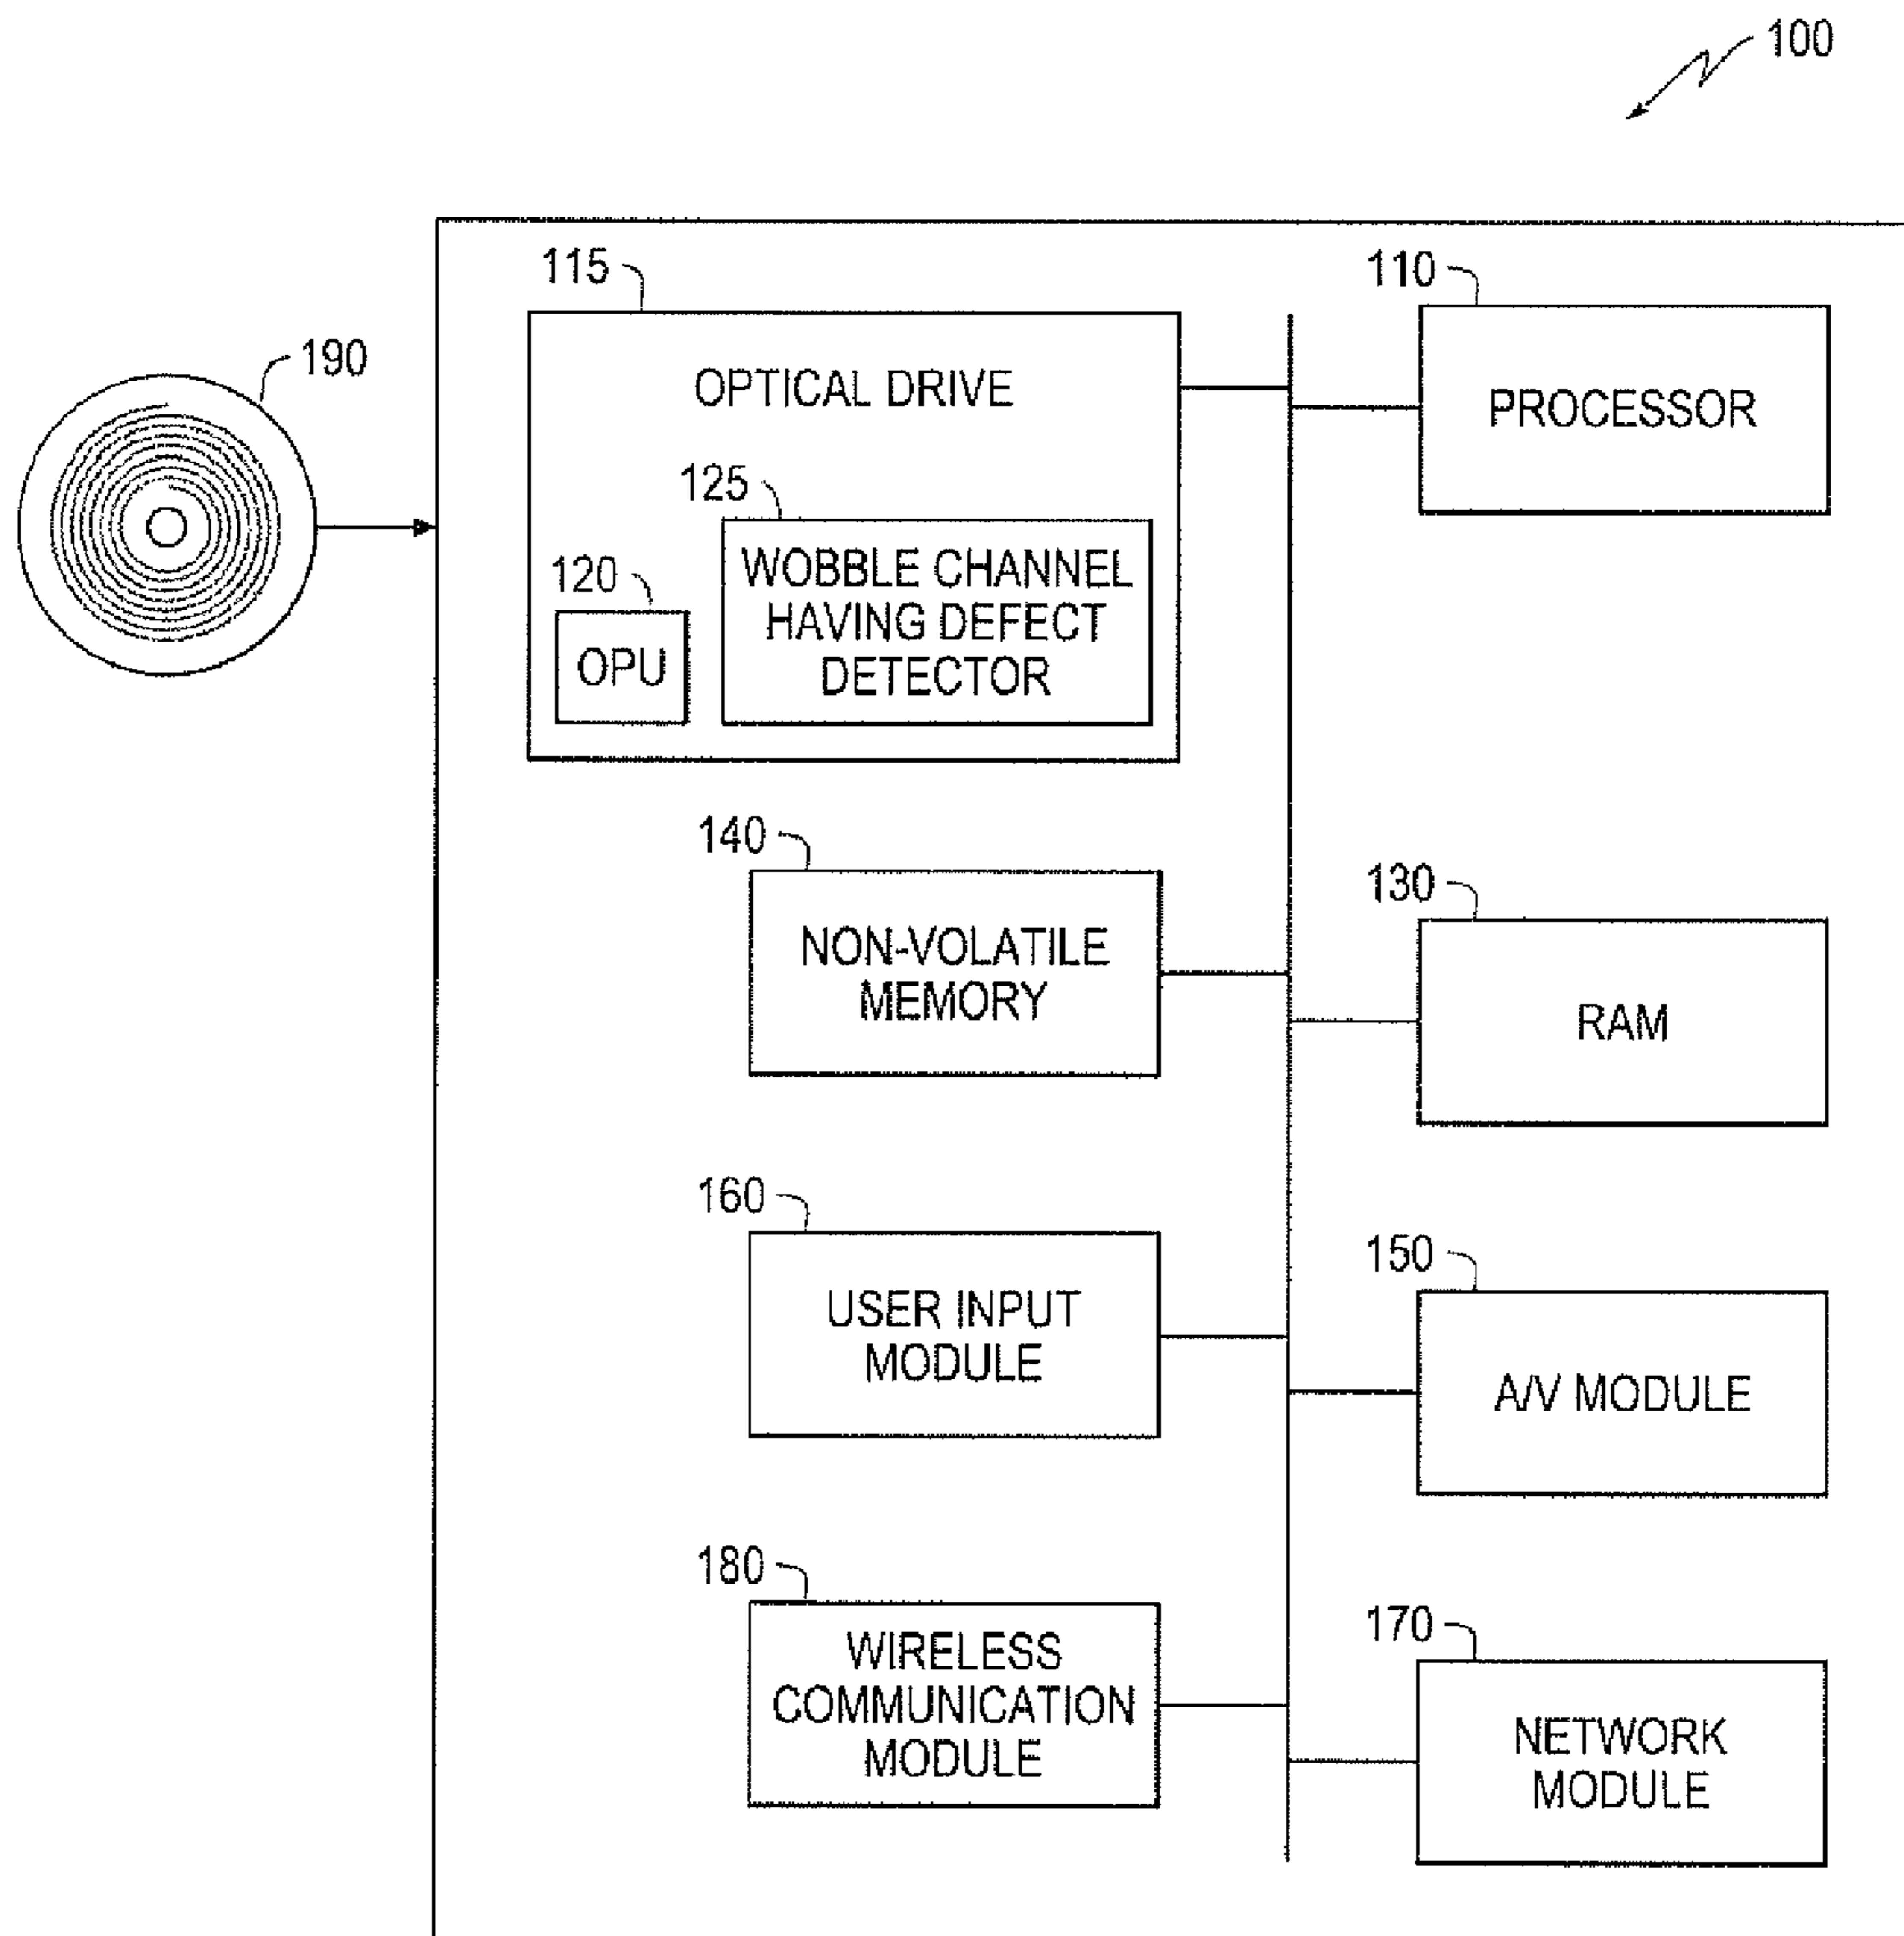 100
115
110
190
OPTICAL DRIVE
PROCESSOR
125
120
WOBBLE CHANNEL
HAVING DEFECT
DETECTOR
OPU
140
130
NON-VOLATILE
MEMORY
RAM
160
150
USER INPUT
MODULE
A/V MODULE
180
170
WIRELESS
COMMUNICATION
MODULE
NETWORK
MODULE